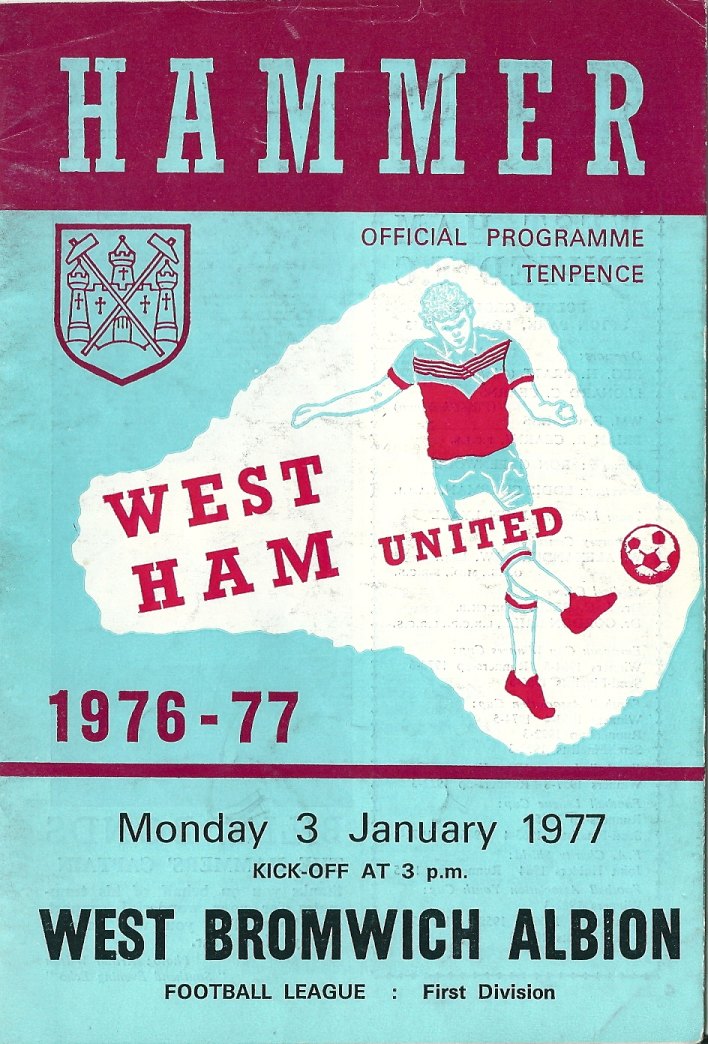 HAMMER
OFFICIAL PROGRAMME
TENPENCE
WEST
HAM UNITED
1976-77
Monday 3 January 1977
KICK-OFF AT 3 p.m.
WEST BROMWICH ALBION
FOOTBALL LEAGUE : First Division